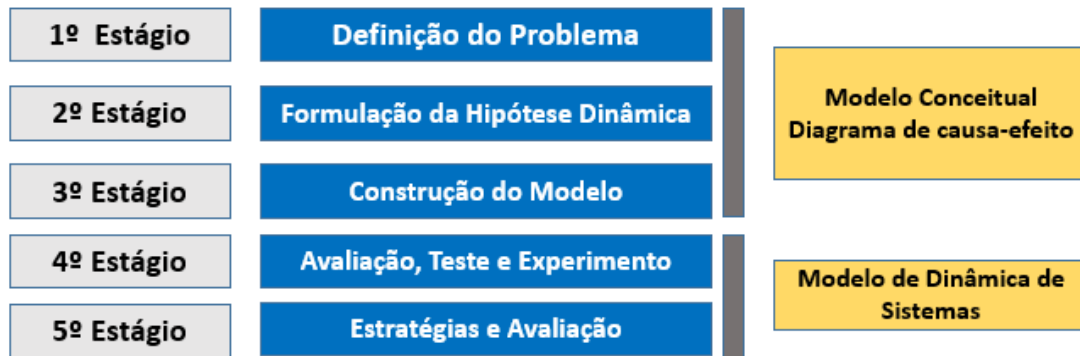 1º Estágio
Definição do Problema
2º Estágio
Formulação da Hipótese Dinâmica
3º Estágio
Construção do Modelo
Modelo Conceitual
Diagrama de causa-efeito
4º Estágio
Avaliação, Teste e Experimento
5º Estágio
Estratégias e Avaliação
Modelo de Dinâmica de
Sistemas